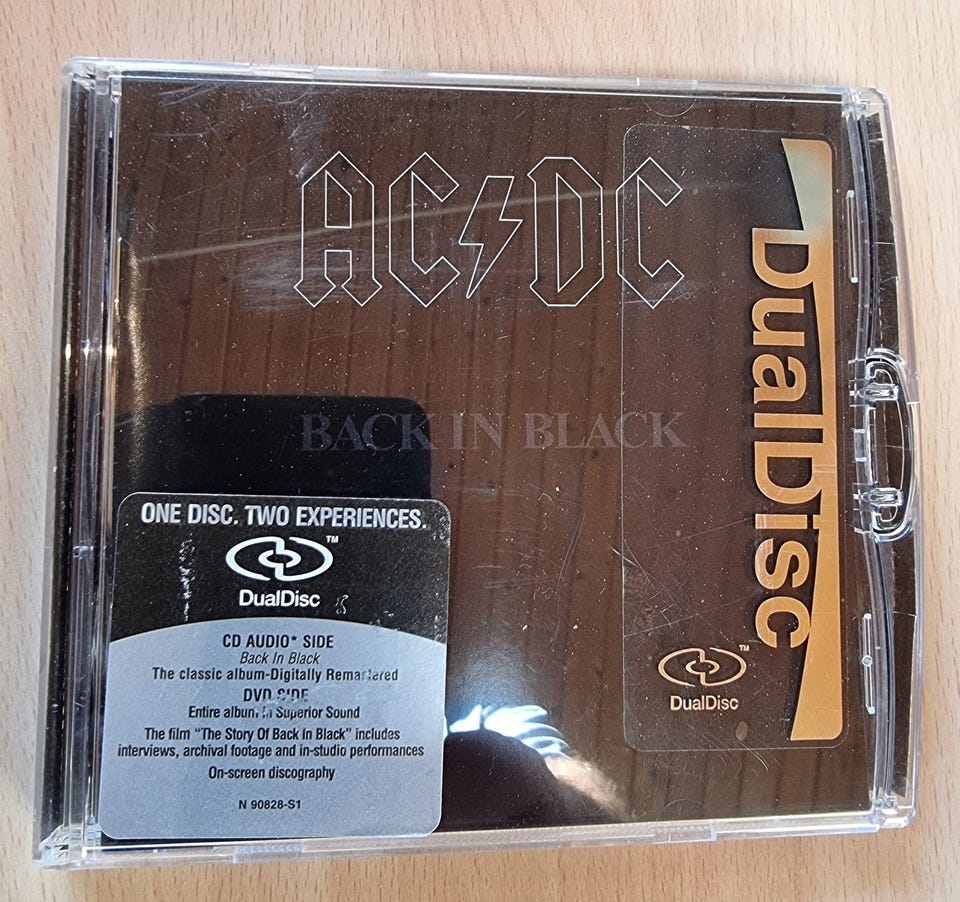 AC⚡DC
BACK IN BLACK
DualDisc
DualDisc™
ONE DISC. TWO EXPERIENCES.
DualDisc™
CD AUDIO* SIDE
Back In Black
The classic album-Digitally Remastered
DVD SIDE
Entire album in Superior Sound
The film "The Story Of Back in Black" includes
interviews, archival footage and in-studio performances
On-screen discography
N 90828-S1